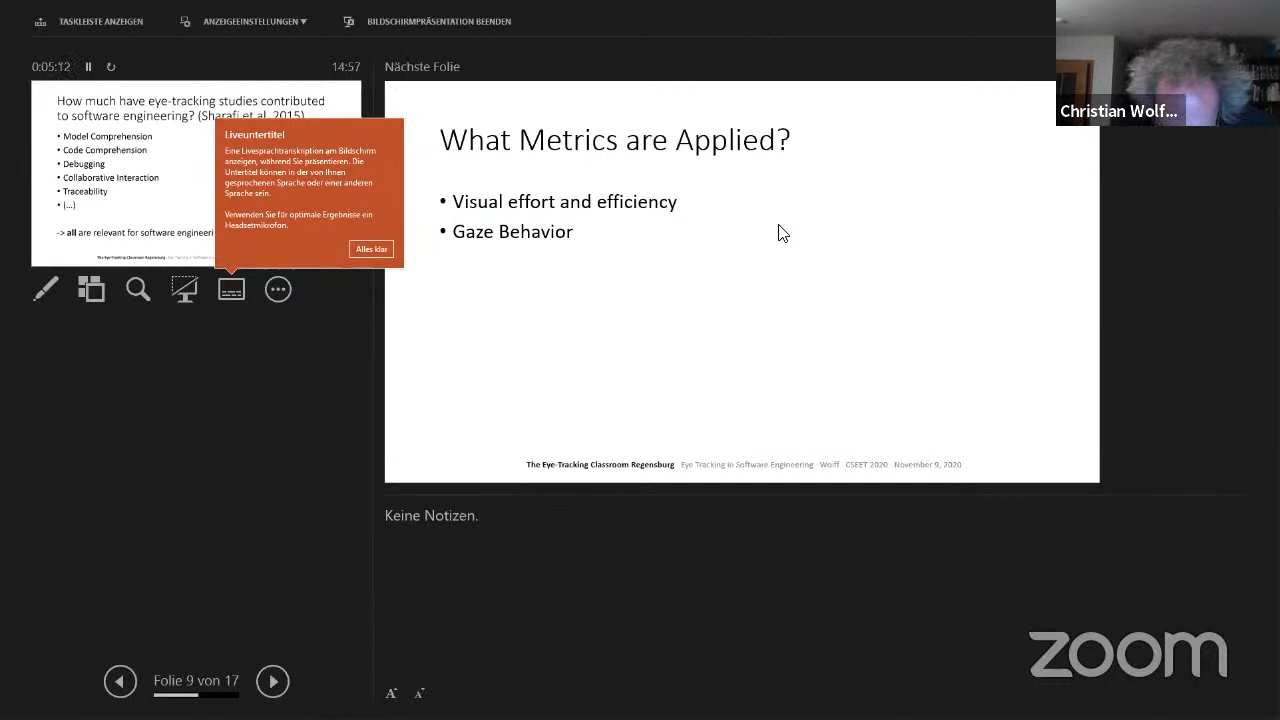 TASKLEISTE ANZEIGEN
ANZEIGEEINSTELLUNGEN ▼
BILDSCHIRMPRÄSENTATION BEENDEN
0:05:12
14:57
Nächste Folie
How much have eye-tracking studies contributed
to software engineering? (Sharafi et al. 2015)
• Model Comprehension
• Code Comprehension
• Debugging
• Collaborative Interaction
• Traceability
• (...)
-> all are relevant for software engineeri
The Eye-Tracking Classroom Regensburg
Liveuntertitel
Eine Livesprachtranskription am Bildschirm
anzeigen, während Sie präsentieren. Die
Untertitel können in der von Ihnen
gesprochenen Sprache oder einer anderen
Sprache sein.
Verwenden Sie für optimale Ergebnisse ein
Headsetmikrofon.
Alles klar
What Metrics are Applied?
• Visual effort and efficiency
• Gaze Behavior
The Eye-Tracking Classroom Regensburg Eye Tracking in Software Engineering · Wolff · CSEET 2020 · November 9, 2020
Christian Wolf...
Keine Notizen.
Folie 9 von 17
A A
zoom